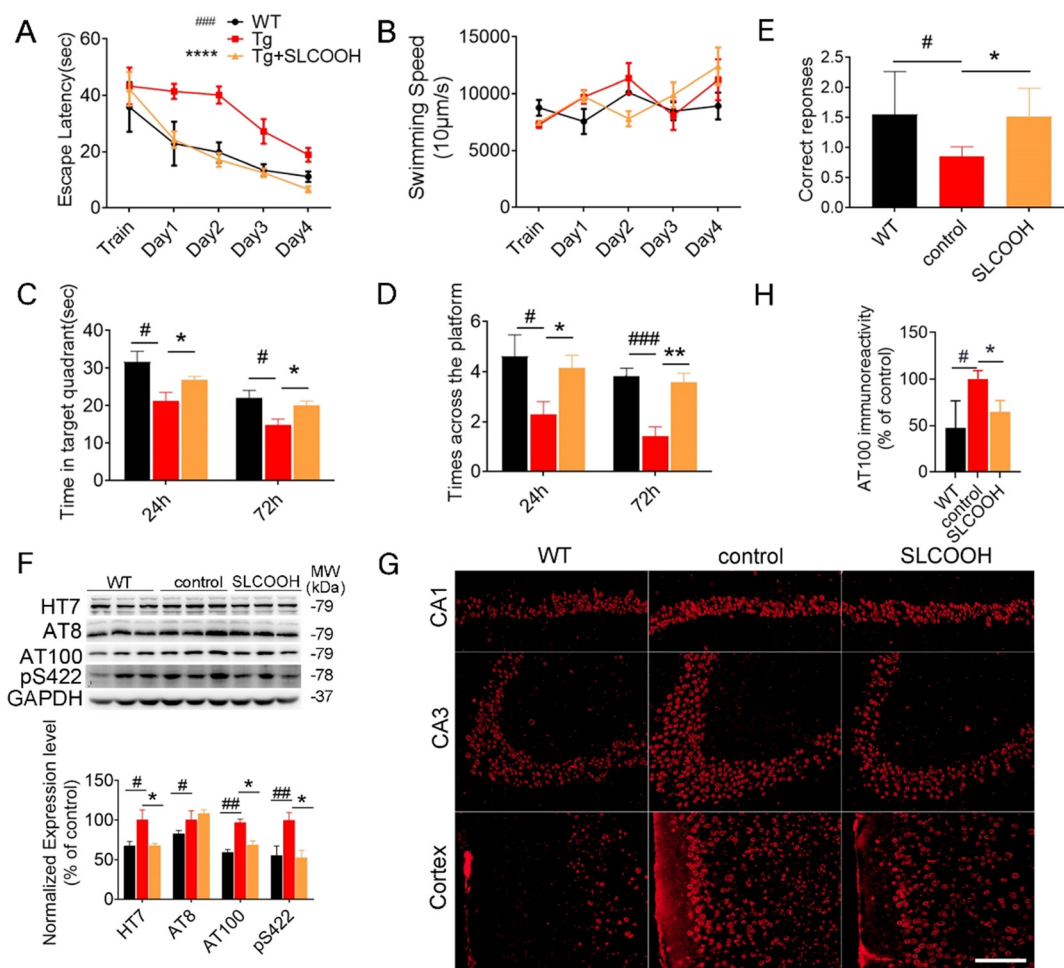 A
### WT
Tg
**** Tg+SLCOOH
Escape Latency(sec)
60
40
20
0
Train Day1 Day2 Day3 Day4
B
Swimming Speed
(10μm/s)
20000
15000
10000
5000
0
Train Day1 Day2 Day3 Day4
E
Correct reponses
2.5
2.0
1.5
1.0
0.5
0.0
# *
WT control SLCOOH
C
Time in target quadrant(sec)
40
30
20
10
0
# * # *
24h 72h
D
Times across the platform
6
4
2
0
# * ### **
24h 72h
H
AT100 immunoreactivity
(% of control)
150
100
50
0
# *
WT control SLCOOH
F
WT control SLCOOH MW
(kDa)
HT7 -79
AT8 -79
AT100 -79
pS422 -78
GAPDH -37
Normalized Expression level
(% of control)
150
100
50
0
# * # ## * ## *
HT7 AT8 AT100 pS422
G
WT control SLCOOH
CA1
CA3
Cortex